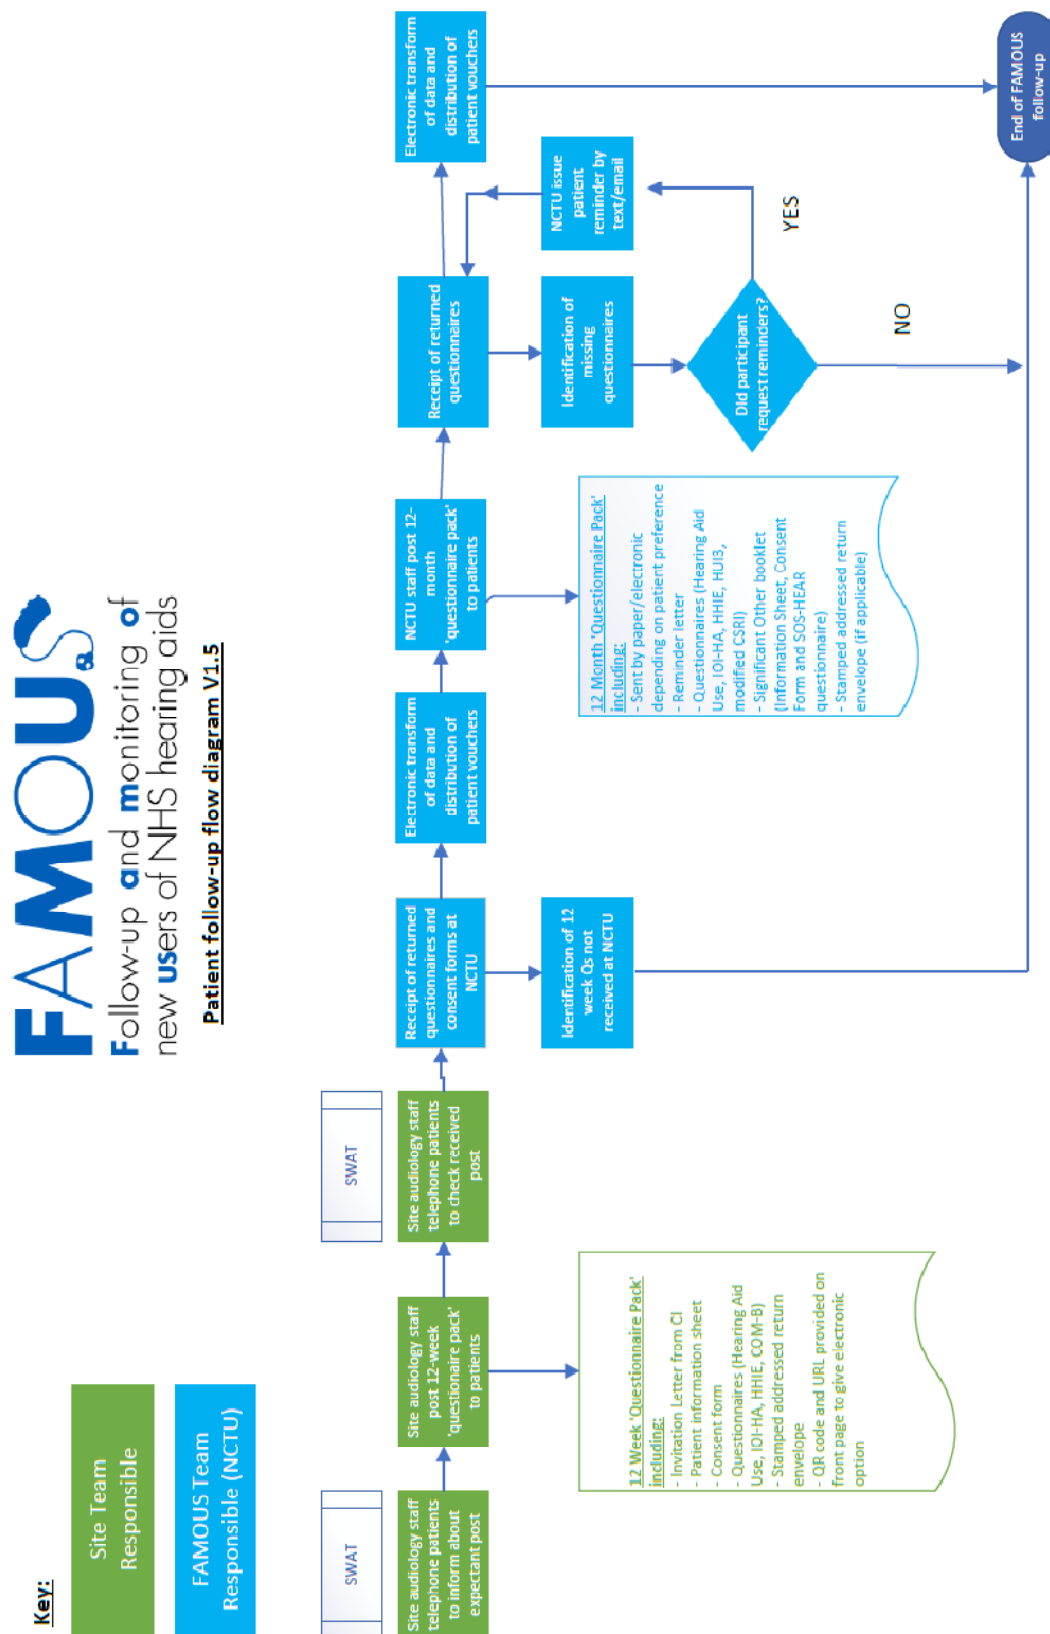 FAMOUS
Follow-up and monitoring of
new users of NHS hearing aids
Patient follow-up flow diagram V1.5
Key:
Site Team
Responsible
FAMOUS Team
Responsible (NCTU)
SWAT
Site audiology staff
telephone patients
to inform about
expectant post
Site audiology staff
post 12-week
'questionaire pack'
to patients
SWAT
Site audiology staff
telephone patients
to check received
post
Receipt of returned
questionnaires and
consent forms at
NCTU
Electronic transform
of data and
distribution of
patient vouchers
NCTU staff post 12-
month
'questionnaire pack'
to patients
Receipt of returned
questionnaires
Electronic transform
of data and
distribution of
patient vouchers
Identification of 12
week Qs not
received at NCTU
Identification of
missing
questionnaires
NCTU issue
patient
reminder by
text/email
DId participant
request reminders?
YES
NO
12 Week 'Questionnaire Pack'
including:
- Invitation Letter from CI
- Patient information sheet
- Consent form
- Questionnaires (Hearing Aid
Use, IOI-HA, HHIE, COM-B)
- Stamped addressed return
envelope
- QR code and URL provided on
front page to give electronic
option
12 Month 'Questionnaire Pack'
including:
- Sent by paper/electronic
depending on patient preference
- Reminder letter
- Questionnaires (Hearing Aid
Use, IOI-HA, HHIE, HUI3,
modified CSRI)
- Significant Other booklet
(Information Sheet, Consent
Form and SOS-HEAR
questionnaire)
- Stamped addressed return
envelope (if applicable)
End of FAMOUS
follow-up